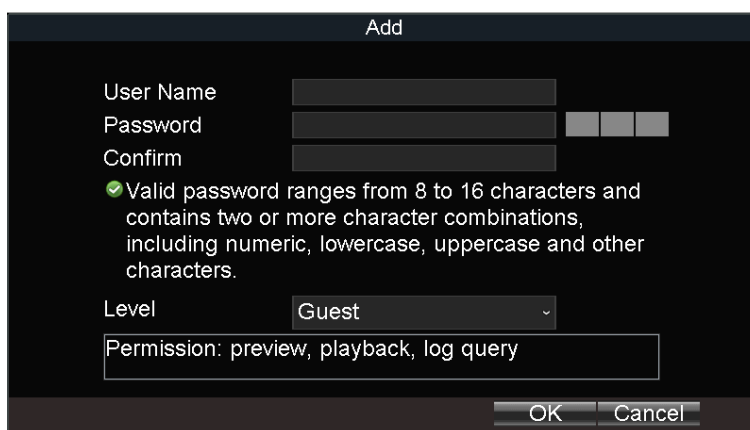 Add
User Name
Password
Confirm
Valid password ranges from 8 to 16 characters and
contains two or more character combinations,
including numeric, lowercase, uppercase and other
characters.
Level Guest
Permission: preview, playback, log query
OK Cancel